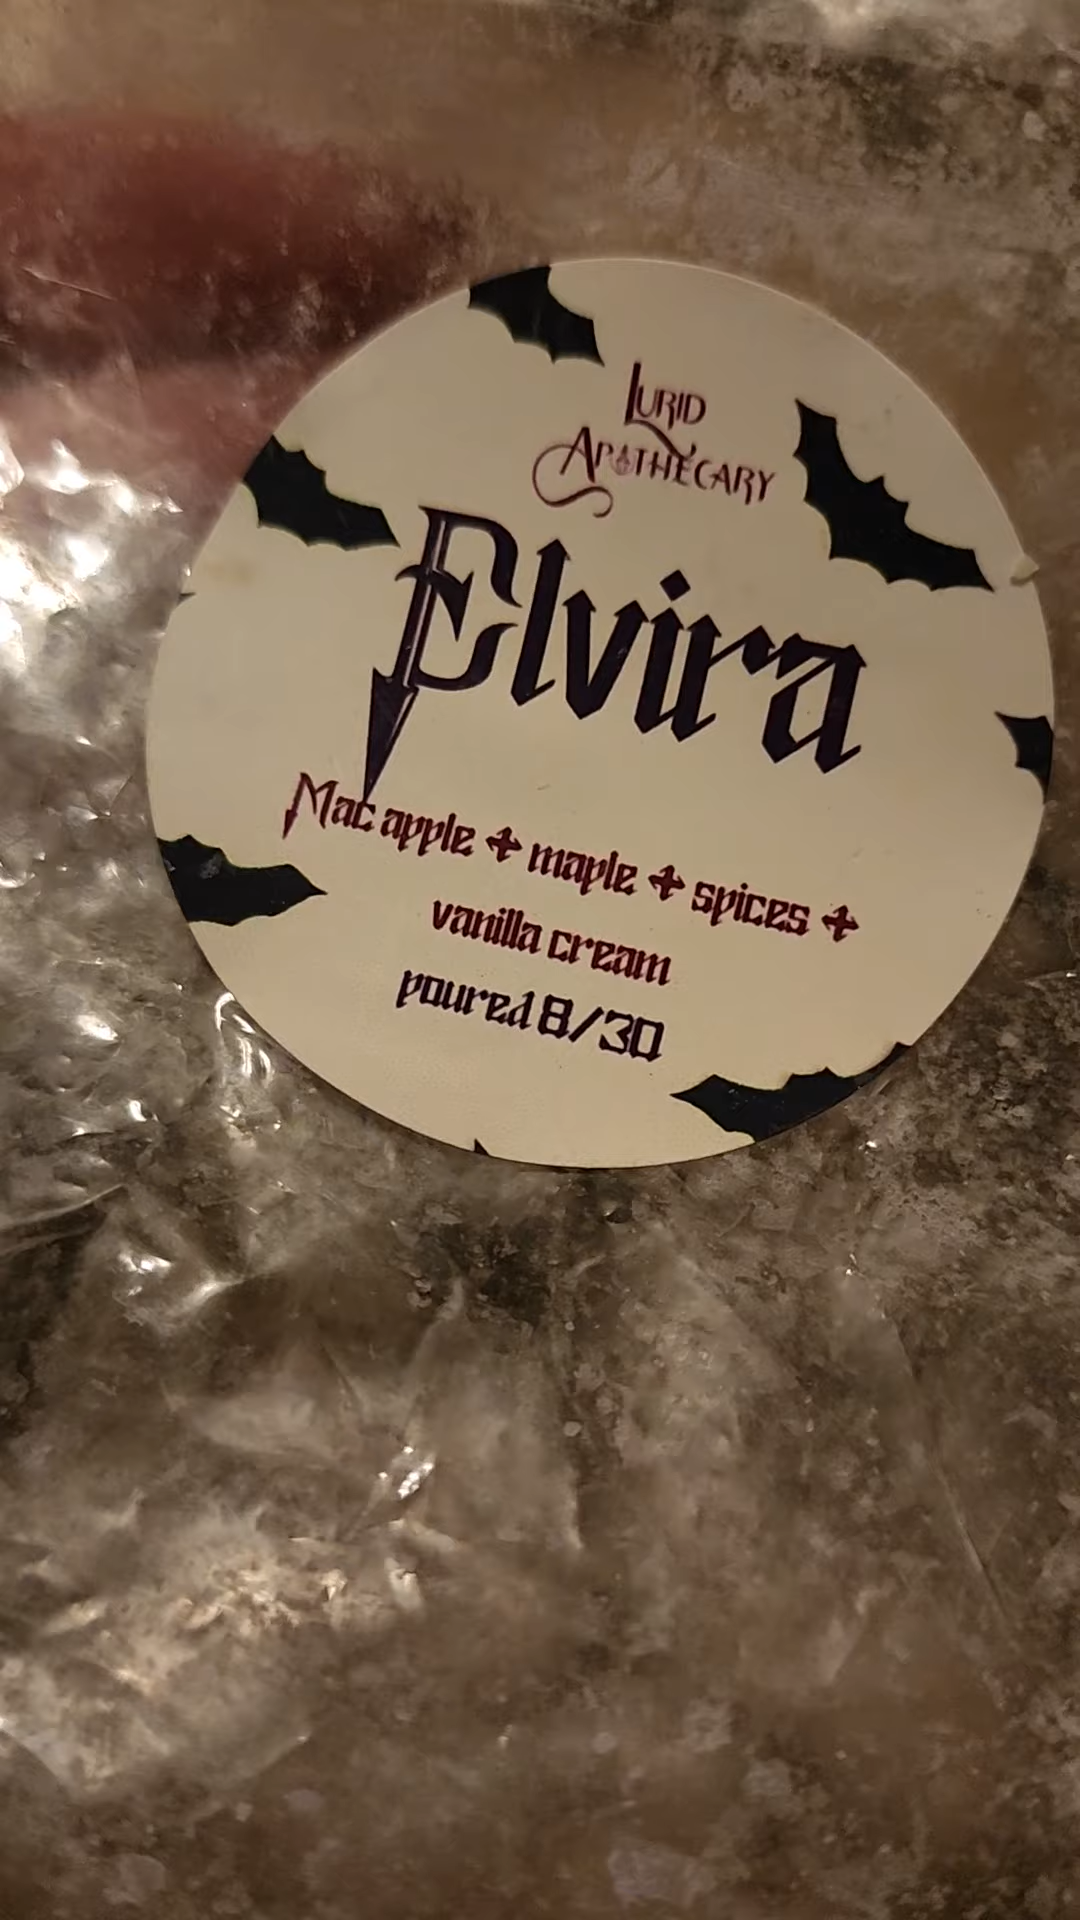 Lurid
Apothecary
Elvira
Mac apple + maple + spices +
vanilla cream
poured 8/30